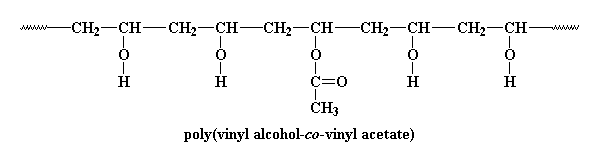 CH₂—CH—CH₂—CH—CH₂—CH—CH₂—CH—CH₂—CH
O O O O O
H H C=O H H
CH₃
poly(vinyl alcohol-co-vinyl acetate)